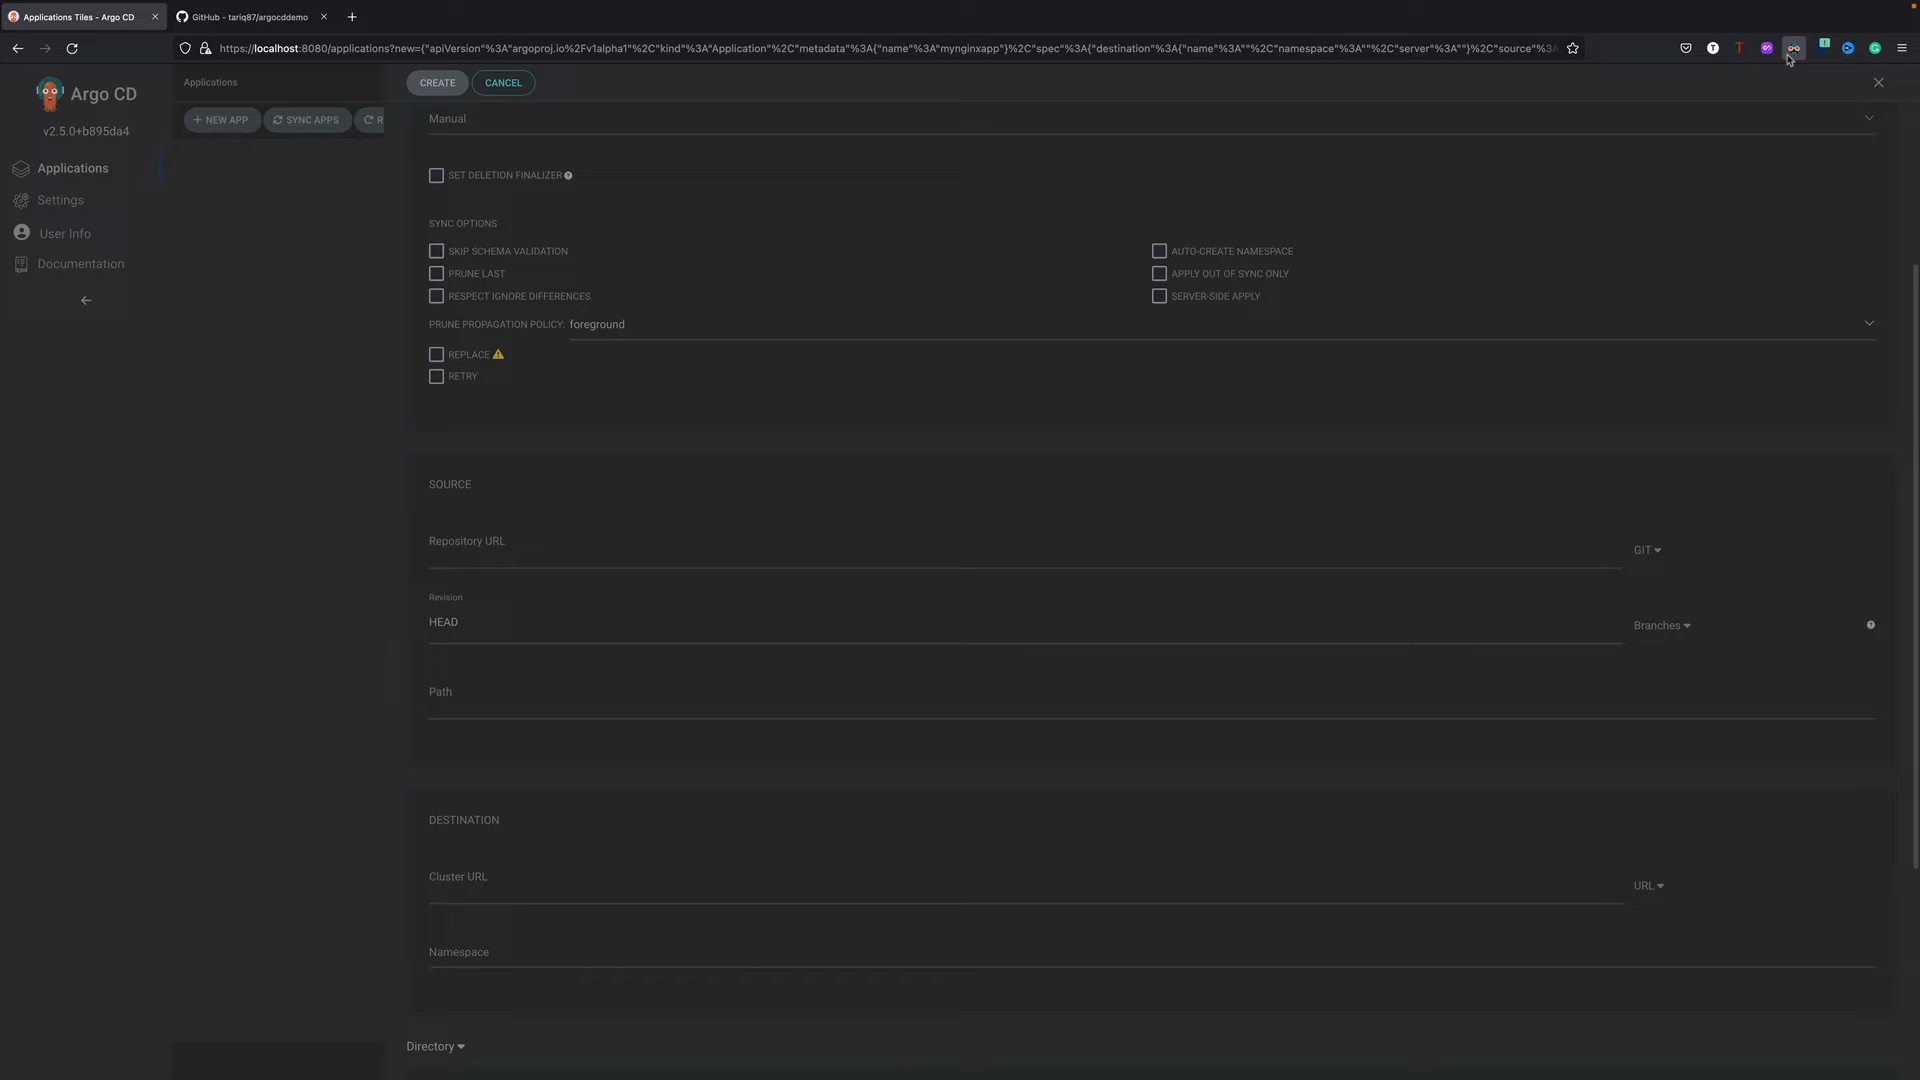 Applications Tiles - Argo CD
GitHub - tariq87/argocddemo
https://localhost:8080/applications?new={"apiVersion"%3A"argoproj.io%2Fv1alpha1"%2C"kind"%3A"Application"%2C"metadata"%3A{"name"%3A"mynginxapp"}%2C"spec"%3A{"destination"%3A{"name"%3A""%2C"namespace"%3A""%2C"server"%3A""}%2C"source"%3A
Argo CD
v2.5.0+b895da4
Applications
Settings
User Info
Documentation
Applications
+ NEW APP
SYNC APPS
R
CREATE
CANCEL
Manual
SET DELETION FINALIZER
SYNC OPTIONS
SKIP SCHEMA VALIDATION
AUTO-CREATE NAMESPACE
PRUNE LAST
APPLY OUT OF SYNC ONLY
RESPECT IGNORE DIFFERENCES
SERVER-SIDE APPLY
PRUNE PROPAGATION POLICY: foreground
REPLACE
RETRY
SOURCE
Repository URL
GIT
Revision
HEAD
Branches
Path
DESTINATION
Cluster URL
URL
Namespace
Directory